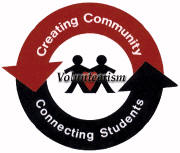 Creating Community
Volunteerism
Connecting Students